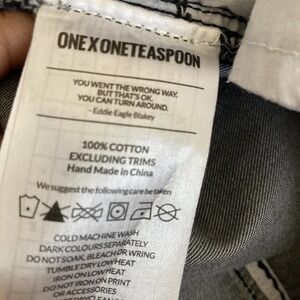 ONEXONETEASPOON
YOU WENT THE WRONG WAY.
BUT THAT'S OK.
YOU CAN TURN AROUND.
- Eddie Eagle Blakey
100% COTTON
EXCLUDING TRIMS
Hand Made in China
We suggest the following care be taken
COLD MACHINE WASH
DARK COLOURS SEPARATELY
DO NOT SOAK, BLEACH OR WRING
TUMBLE DRY LOW HEAT
IRON ON LOW HEAT
DO NOT IRON ON PRINT
OR ACCESSORIES